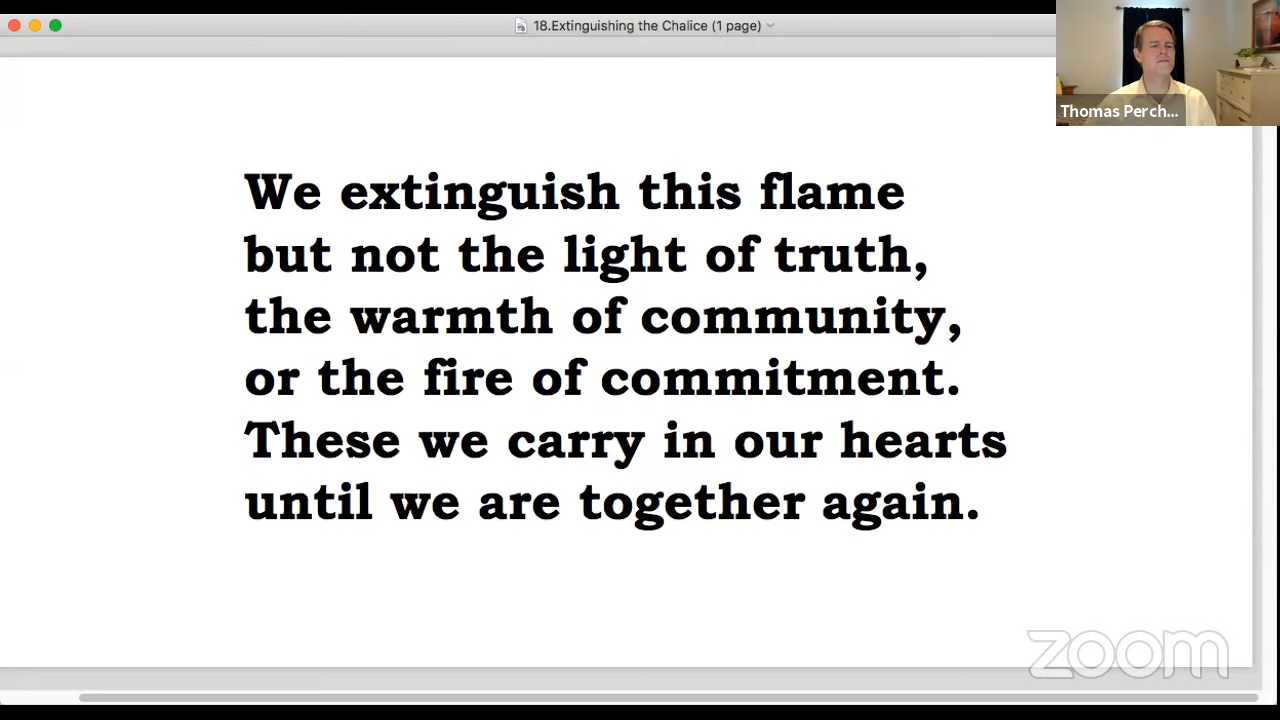 18.Extinguishing the Chalice (1 page)
Thomas Perch...
We extinguish this flame
but not the light of truth,
the warmth of community,
or the fire of commitment.
These we carry in our hearts
until we are together again.
zoom